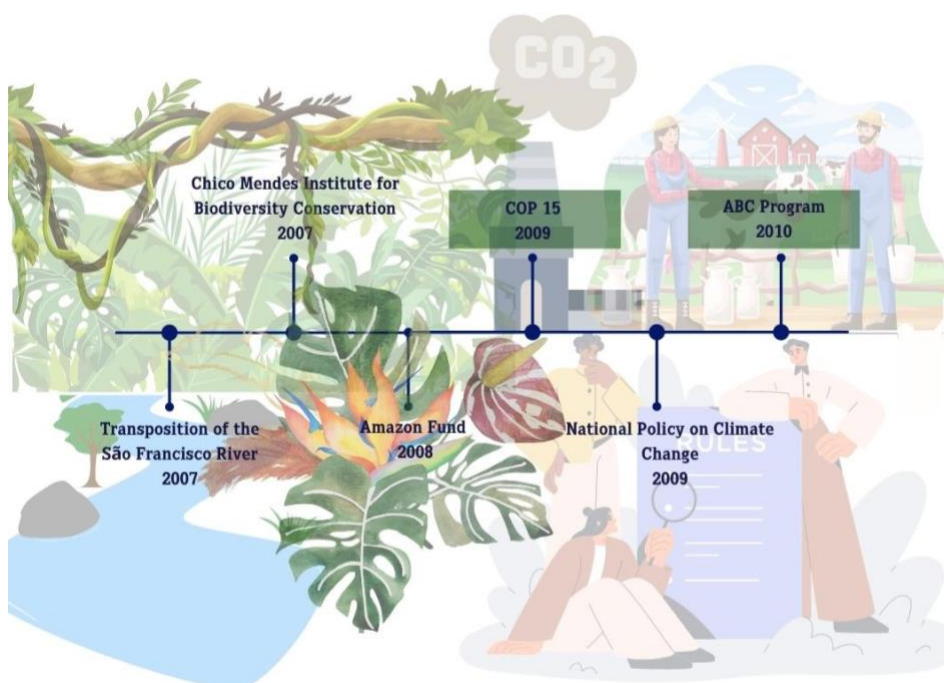 CO2
Chico Mendes Institute for
Biodiversity Conservation
2007
COP 15
2009
ABC Program
2010
Transposition of the
São Francisco River
2007
Amazon Fund
2008
National Policy on Climate
Change
2009
RULES